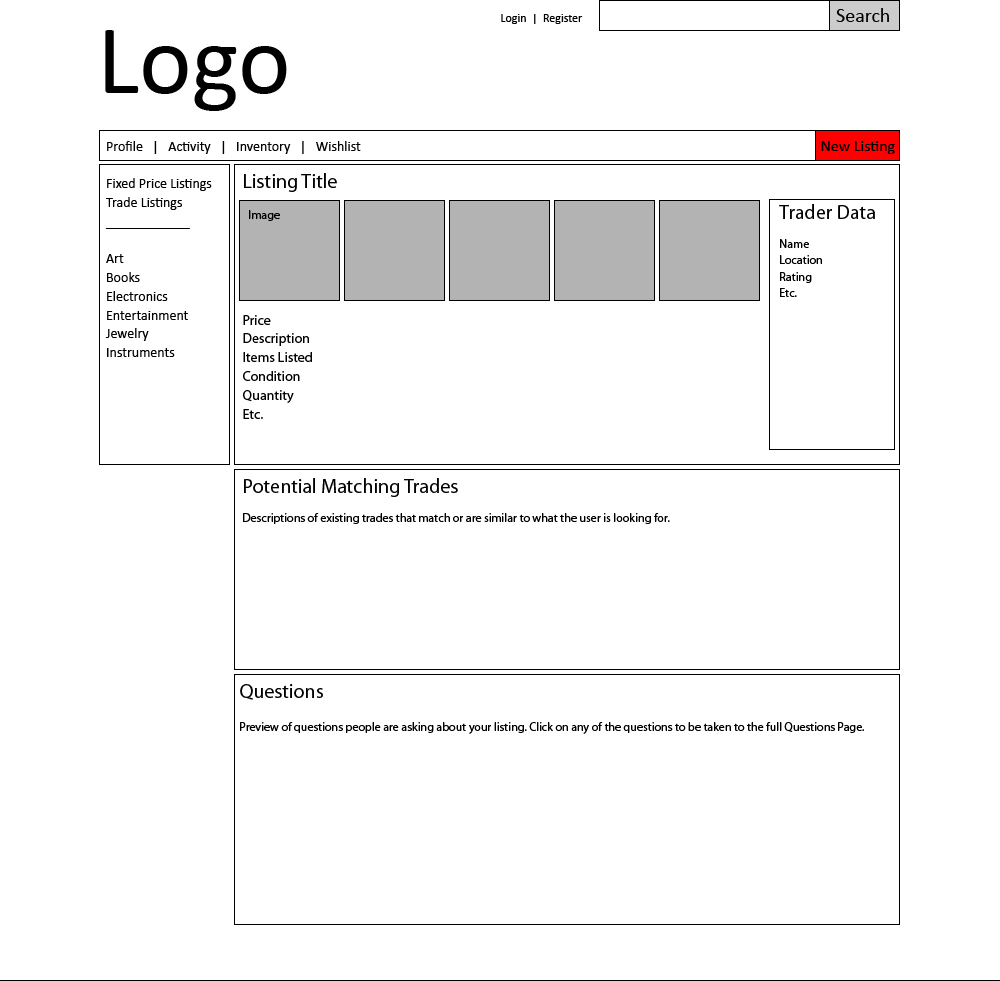 Login | Register
Search
Logo
Profile | Activity | Inventory | Wishlist
New Listing
Fixed Price Listings
Trade Listings
Art
Books
Electronics
Entertainment
Jewelry
Instruments
Listing Title
Image
Price
Description
Items Listed
Condition
Quantity
Etc.
Trader Data
Name
Location
Rating
Etc.
Potential Matching Trades
Descriptions of existing trades that match or are similar to what the user is looking for.
Questions
Preview of questions people are asking about your listing. Click on any of the questions to be taken to the full Questions Page.